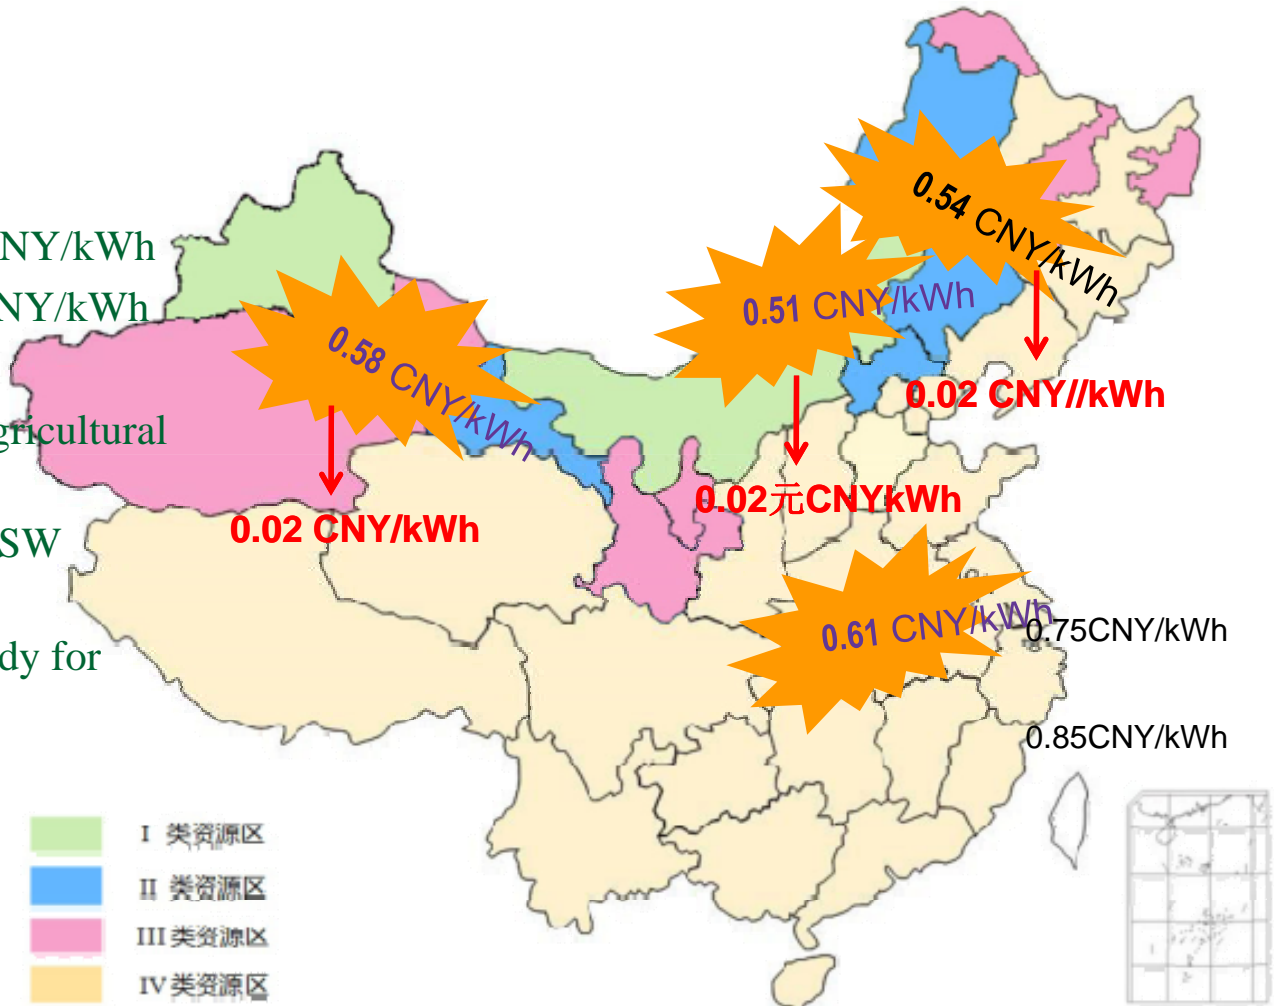 NY/kWh
NY/kWh
gricultural
SW
dy for
0.54 CNY/kWh
0.51 CNY/kWh
0.58 CNY/kWh
0.02 CNY//kWh
0.02元CNYkWh
0.02 CNY/kWh
0.61 CNY/kWh
0.75CNY/kWh
0.85CNY/kWh
I 类资源区
II 类资源区
III类资源区
IV类资源区